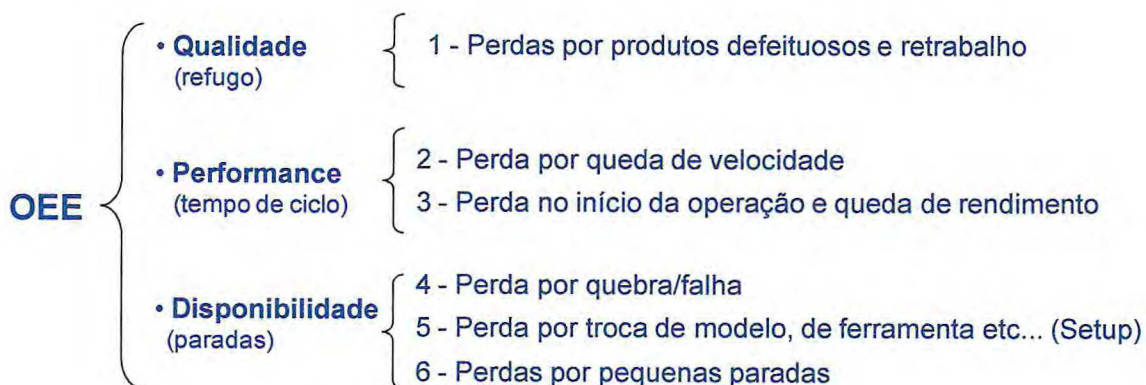 OEE
• Qualidade
(refugo)
1 - Perdas por produtos defeituosos e retrabalho
• Performance
(tempo de ciclo)
2 - Perda por queda de velocidade
3 - Perda no início da operação e queda de rendimento
• Disponibilidade
(paradas)
4 - Perda por quebra/falha
5 - Perda por troca de modelo, de ferramenta etc... (Setup)
6 - Perdas por pequenas paradas